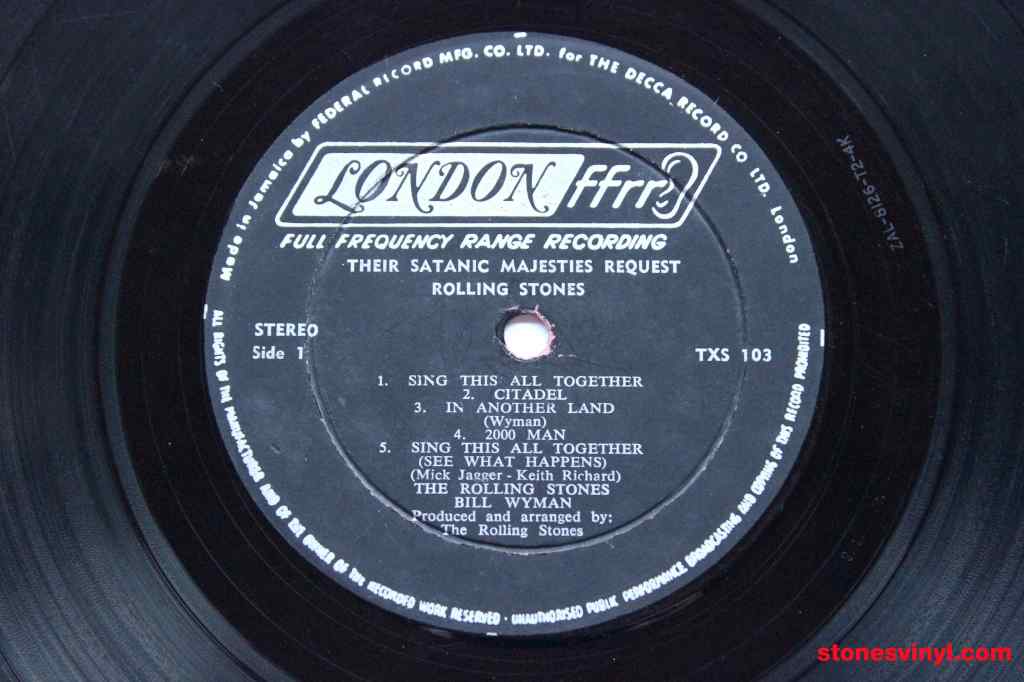 Made in Jamaica by FEDERAL RECORD MFG. CO. LTD. for THE DECCA RECORD CO LTD. London
LONDON ffrr
FULL FREQUENCY RANGE RECORDING
THEIR SATANIC MAJESTIES REQUEST
ROLLING STONES
STEREO
Side 1
TXS 103
1. SING THIS ALL TOGETHER
2. CITADEL
3. IN ANOTHER LAND
(Wyman)
4. 2000 MAN
5. SING THIS ALL TOGETHER
(SEE WHAT HAPPENS)
(Mick Jagger - Keith Richard)
THE ROLLING STONES
BILL WYMAN
Produced and arranged by:
The Rolling Stones
ALL RIGHTS OF THE MANUFACTURER AND OF THE OWNER OF THE RECORDED WORK RESERVED · UNAUTHORISED PUBLIC PERFORMANCE BROADCASTING AND COPYING OF THIS RECORD PROHIBITED
ZAL-8126-T2-4K
stonesvinyl.com